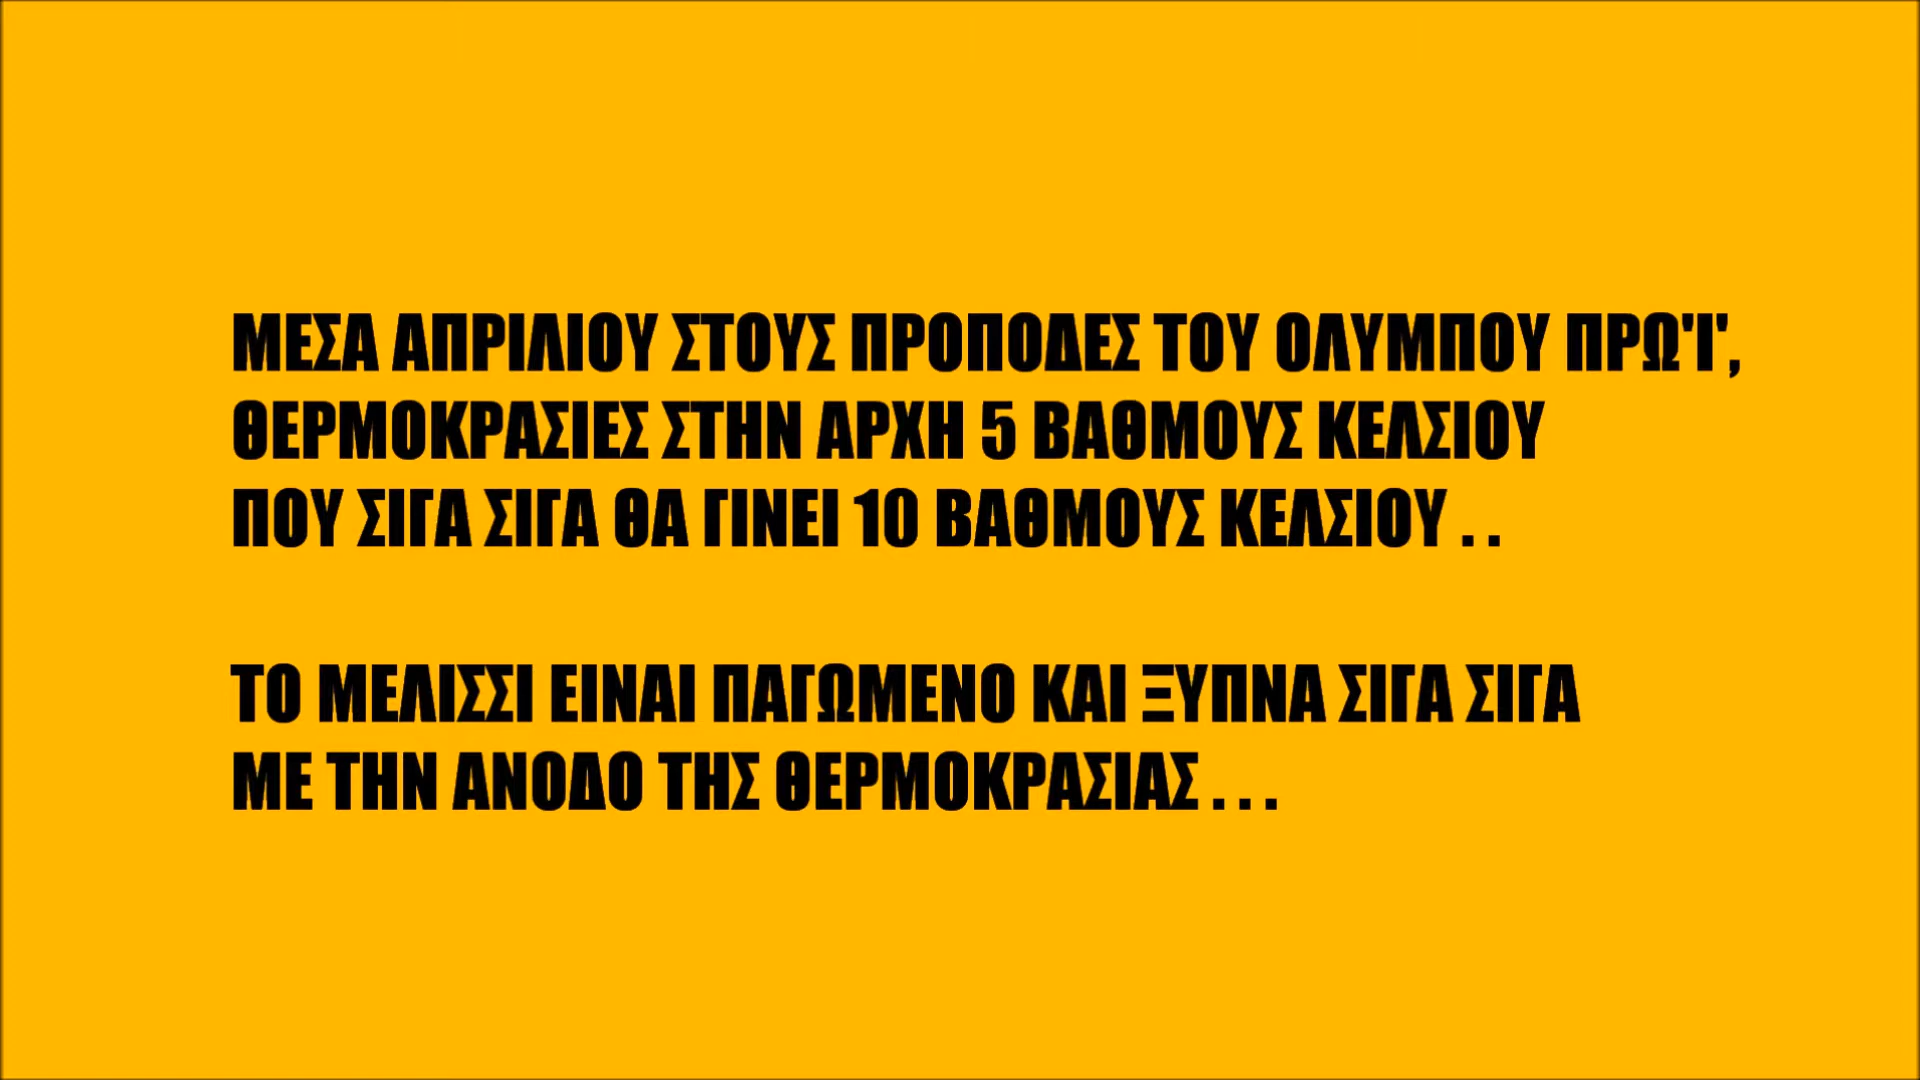 ΜΕΣΑ ΑΠΡΙΛΙΟΥ ΣΤΟΥΣ ΠΡΟΠΟΔΕΣ ΤΟΥ ΟΛΥΜΠΟΥ ΠΡΩ'Ι',
ΘΕΡΜΟΚΡΑΣΙΕΣ ΣΤΗΝ ΑΡΧΗ 5 ΒΑΘΜΟΥΣ ΚΕΛΣΙΟΥ
ΠΟΥ ΣΙΓΑ ΣΙΓΑ ΘΑ ΓΙΝΕΙ 10 ΒΑΘΜΟΥΣ ΚΕΛΣΙΟΥ . .
ΤΟ ΜΕΛΙΣΣΙ ΕΙΝΑΙ ΠΑΓΩΜΕΝΟ ΚΑΙ ΞΥΠΝΑ ΣΙΓΑ ΣΙΓΑ
ΜΕ ΤΗΝ ΑΝΟΔΟ ΤΗΣ ΘΕΡΜΟΚΡΑΣΙΑΣ . . .